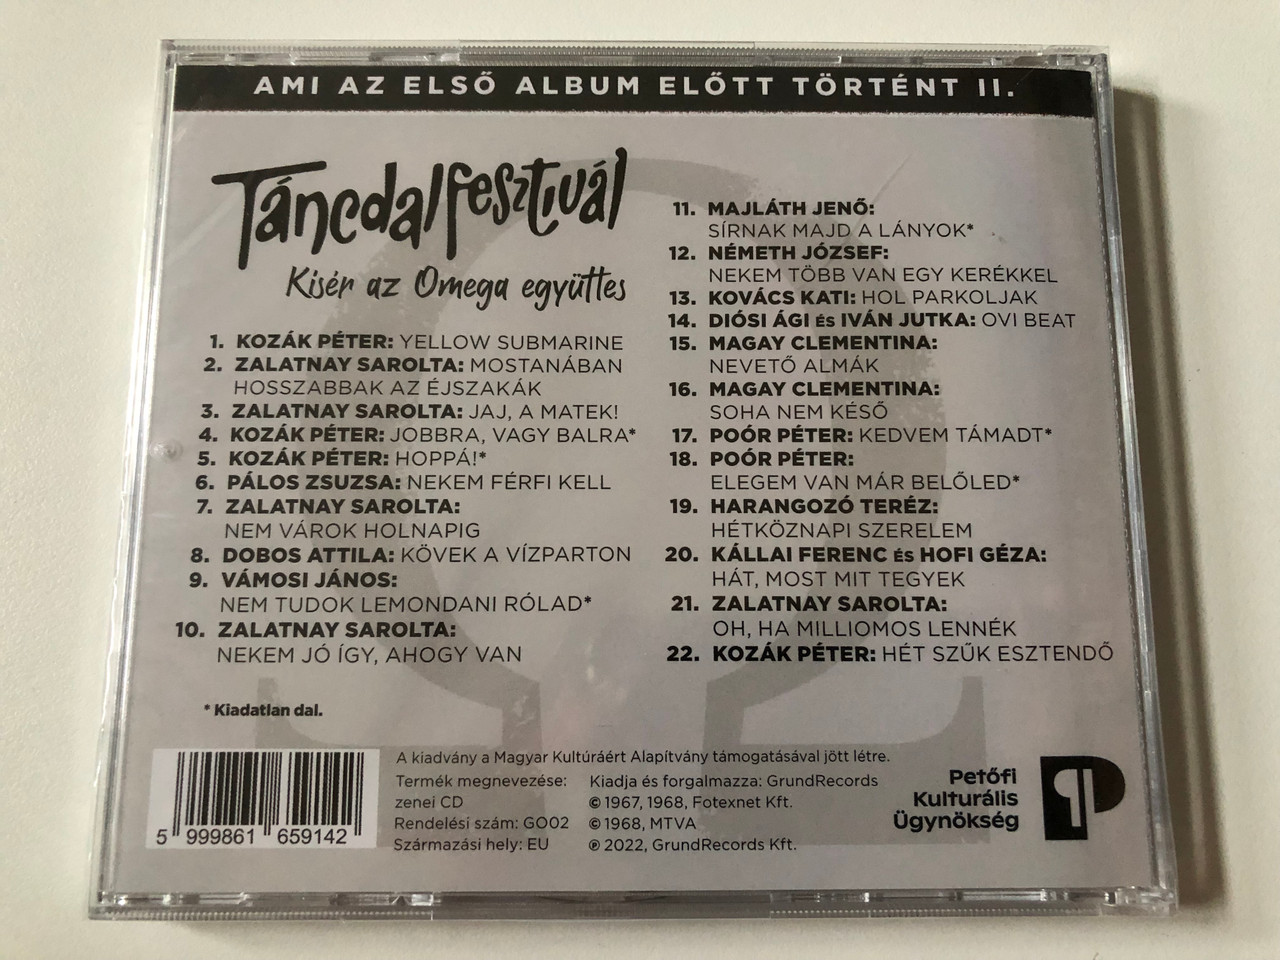 AMI AZ ELSŐ ALBUM ELŐTT TÖRTÉNT II.
Táncdalfesztivál
Kisér az Omega együttes
1. KOZÁK PÉTER: YELLOW SUBMARINE
2. ZALATNAY SAROLTA: MOSTANÁBAN
HOSSZABBAK AZ ÉJSZAKÁK
3. ZALATNAY SAROLTA: JAJ, A MATEK!
4. KOZÁK PÉTER: JOBBRA, VAGY BALRA*
5. KOZÁK PÉTER: HOPPÁ!*
6. PÁLOS ZSUZSA: NEKEM FÉRFI KELL
7. ZALATNAY SAROLTA:
NEM VÁROK HOLNAPIG
8. DOBOS ATTILA: KÖVEK A VÍZPARTON
9. VÁMOSI JÁNOS:
NEM TUDOK LEMONDANI RÓLAD*
10. ZALATNAY SAROLTA:
NEKEM JÓ ÍGY, AHOGY VAN
* Kiadatlan dal.
11. MAJLÁTH JENŐ:
SÍRNAK MAJD A LÁNYOK*
12. NÉMETH JÓZSEF:
NEKEM TÖBB VAN EGY KERÉKKEL
13. KOVÁCS KATI: HOL PARKOLJAK
14. DIÓSI ÁGI ÉS IVÁN JUTKA: OVI BEAT
15. MAGAY CLEMENTINA:
NEVETŐ ALMÁK
16. MAGAY CLEMENTINA:
SOHA NEM KÉSŐ
17. POÓR PÉTER: KEDVEM TÁMADT*
18. POÓR PÉTER:
ELEGEM VAN MÁR BELŐLED*
19. HARANGOZÓ TERÉZ:
HÉTKÖZNAPI SZERELEM
20. KÁLLAI FERENC ÉS HOFI GÉZA:
HÁT, MOST MIT TEGYEK
21. ZALATNAY SAROLTA:
OH, HA MILLIOMOS LENNÉK
22. KOZÁK PÉTER: HÉT SZŰK ESZTENDŐ
5 999861 659142
A kiadvány a Magyar Kultúráért Alapítvány támogatásával jött létre.
Termék megnevezése:
zenei CD
Rendelési szám: GO02
Származási hely: EU
Kiadja és forgalmazza: GrundRecords
© 1967, 1968, Fotexnet Kft.
© 1968, MTVA
℗ 2022, GrundRecords Kft.
Petőfi
Kulturális
Ügynökség